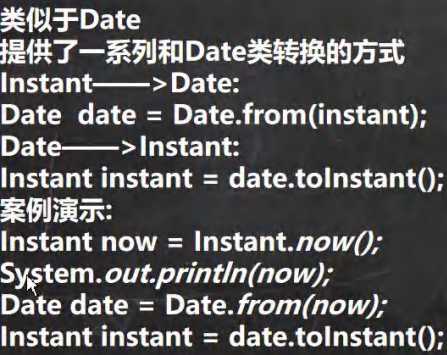 类似于Date
提供了一系列和Date类转换的方式
Instant——>Date:
Date  date = Date.from(instant);
Date——>Instant:
Instant instant = date.toInstant();
案例演示:
Instant now = Instant.now();
System.out.println(now);
Date date = Date.from(now);
Instant instant = date.toInstant();